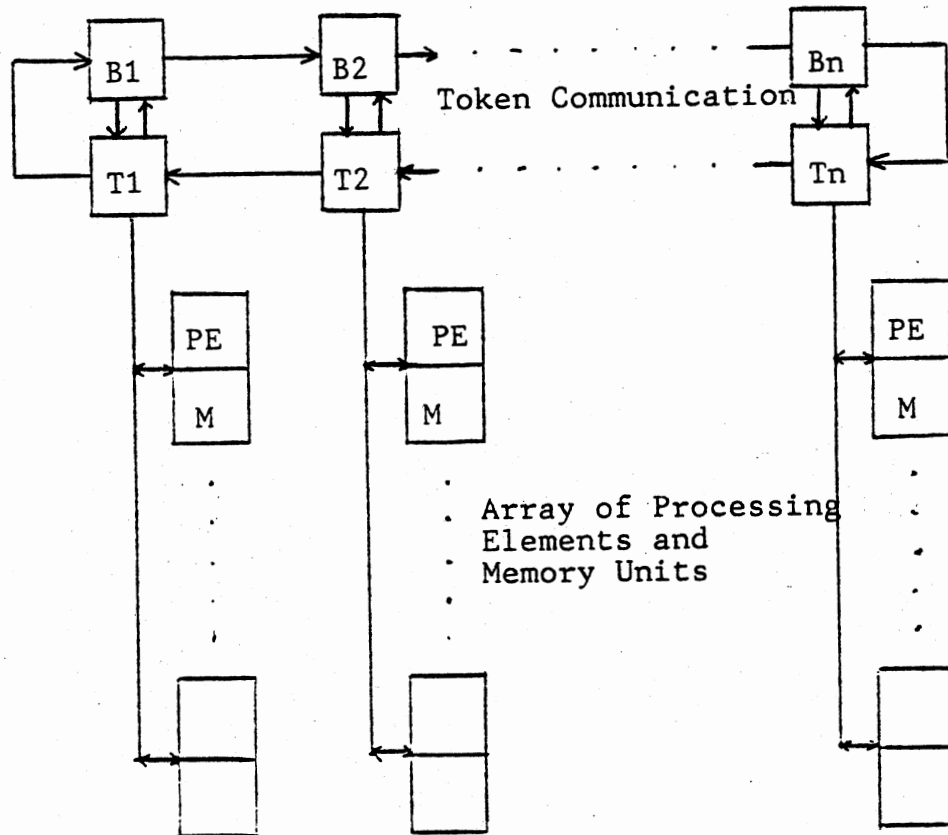 B1
B2
Bn
Token Communication
T1
T2
Tn
PE
PE
PE
M
M
M
Array of Processing
Elements and
Memory Units